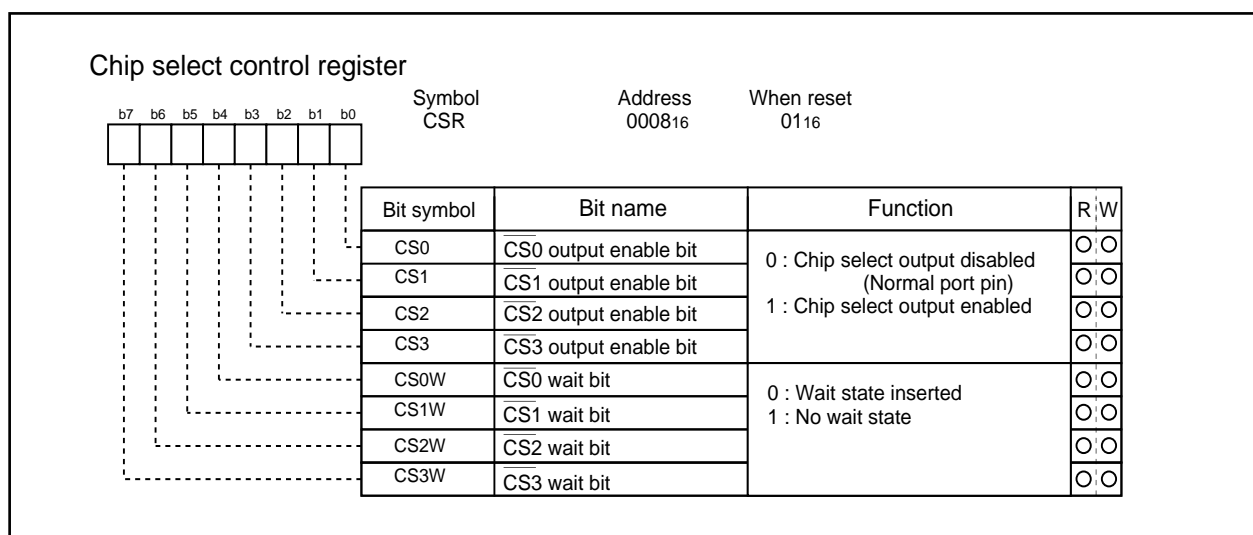 Chip select control register
Symbol Address When reset
CSR 000816 0116
b7 b6 b5 b4 b3 b2 b1 b0
Bit symbol Bit name Function R W
CS0 CS0 output enable bit 0 : Chip select output disabled
(Normal port pin)
1 : Chip select output enabled
CS1 CS1 output enable bit
CS2 CS2 output enable bit
CS3 CS3 output enable bit
CS0W CS0 wait bit 0 : Wait state inserted
1 : No wait state
CS1W CS1 wait bit
CS2W CS2 wait bit
CS3W CS3 wait bit